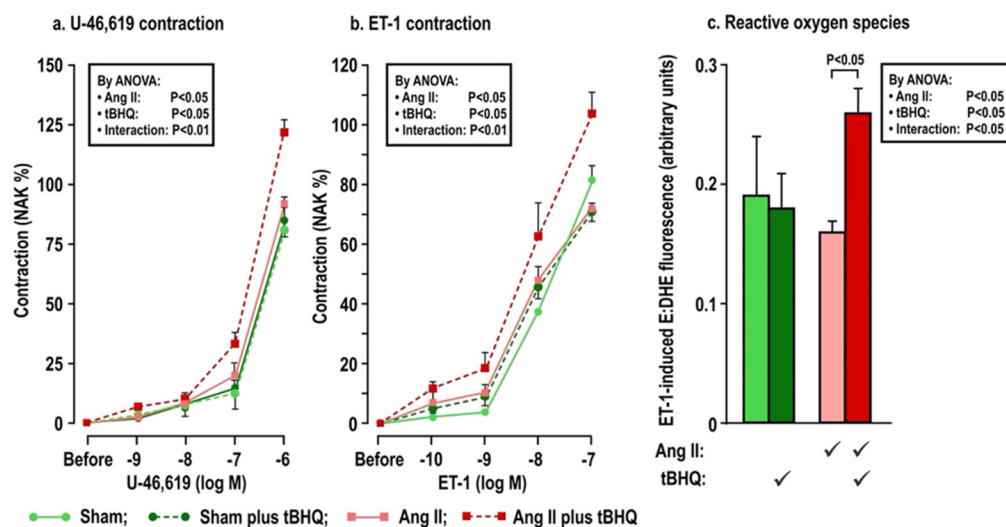 a. U-46,619 contraction
150
125
100
75
50
25
0
Contraction (NAK %)
By ANOVA:
• Ang II: P<0.05
• tBHQ: P<0.05
• Interaction: P<0.01
Before -9 -8 -7 -6
U-46,619 (log M)
b. ET-1 contraction
120
100
80
60
40
20
0
Contraction (NAK %)
By ANOVA:
• Ang II: P<0.05
• tBHQ: P<0.05
• Interaction: P<0.01
Before -10 -9 -8 -7
ET-1 (log M)
c. Reactive oxygen species
0.3
0.2
0.3
0
ET-1-induced E:DHE fluorescence (arbitrary units)
P<0.05
By ANOVA:
• Ang II: P<0.05
• tBHQ: P<0.05
• Interaction: P<0.05
Ang II: ✓ ✓
tBHQ: ✓ ✓
Sham; Sham plus tBHQ; Ang II; Ang II plus tBHQ